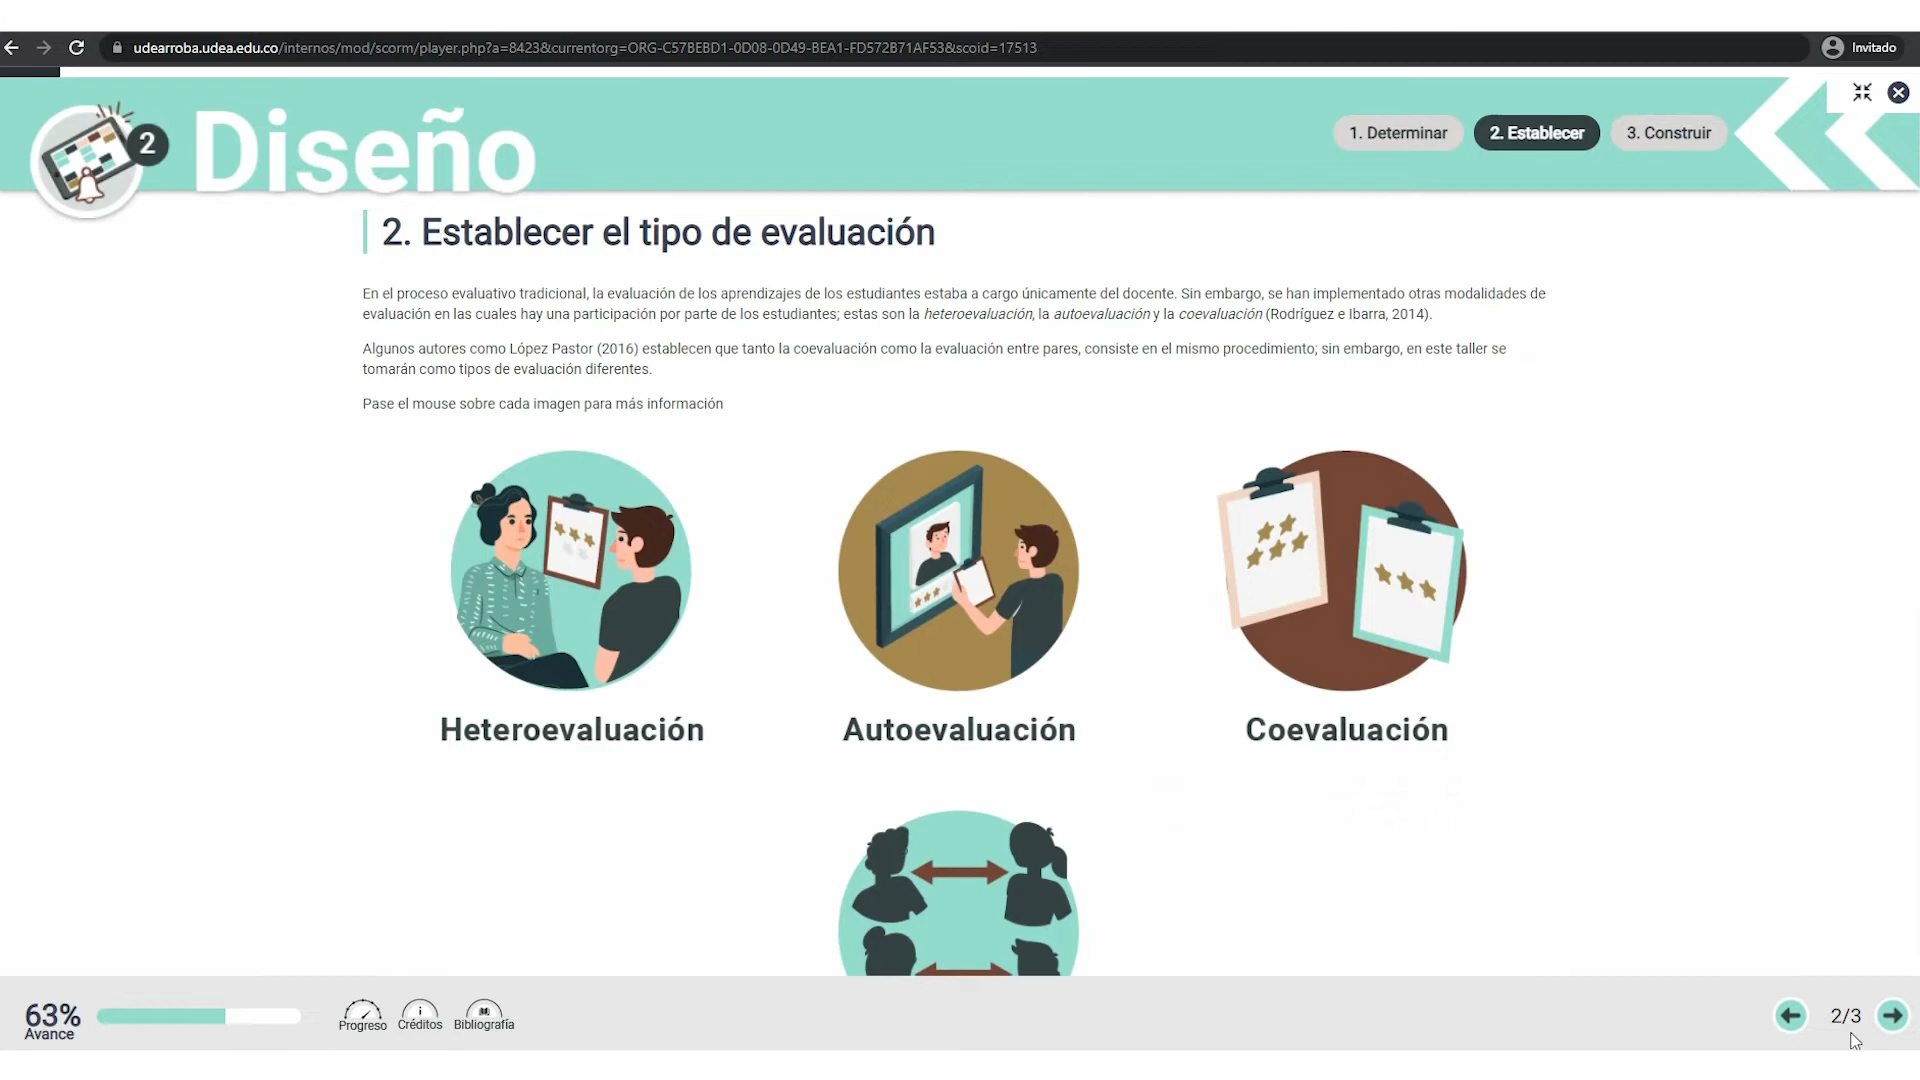 udearroba.udea.edu.co/internos/mod/scorm/player.php?a=8423&currentorg=ORG-C57BEBD1-0D08-0D49-BEA1-FD572B71AF53&scoid=17513
Invitado
2
Diseño
1. Determinar
2. Establecer
3. Construir
2. Establecer el tipo de evaluación
En el proceso evaluativo tradicional, la evaluación de los aprendizajes de los estudiantes estaba a cargo únicamente del docente. Sin embargo, se han implementado otras modalidades de
evaluación en las cuales hay una participación por parte de los estudiantes; estas son la heteroevaluación, la autoevaluación y la coevaluación (Rodríguez e Ibarra, 2014).
Algunos autores como López Pastor (2016) establecen que tanto la coevaluación como la evaluación entre pares, consiste en el mismo procedimiento; sin embargo, en este taller se
tomarán como tipos de evaluación diferentes.
Pase el mouse sobre cada imagen para más información
Heteroevaluación
Autoevaluación
Coevaluación
63%
Avance
Progreso
Créditos
Bibliografía
2/3